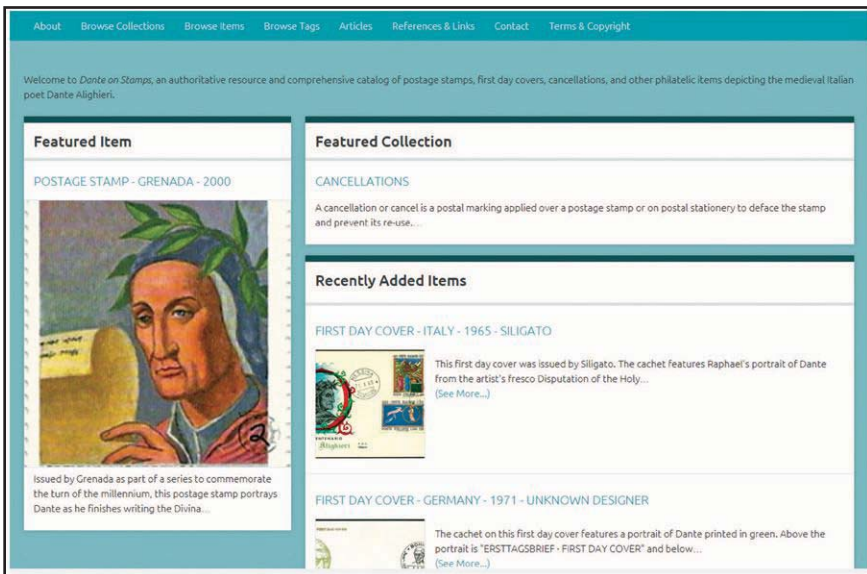 About Browse Collections Browse Items Browse Tags Articles References & Links Contact Terms & Copyright
Welcome to Dante on Stamps, an authoritative resource and comprehensive catalog of postage stamps, first day covers, cancellations, and other philatelic items depicting the medieval Italian
poet Dante Alighieri.
Featured Item
POSTAGE STAMP - GRENADA - 2000
Issued by Grenada as part of a series to commemorate
the turn of the millennium, this postage stamp portrays
Dante as he finishes writing the Divina...
Featured Collection
CANCELLATIONS
A cancellation or cancel is a postal marking applied over a postage stamp or on postal stationery to deface the stamp
and prevent its re-use....
Recently Added Items
FIRST DAY COVER - ITALY - 1965 - SILIGATO
This first day cover was issued by Siligato. The cachet features Raphael's portrait of Dante
from the artist's fresco Disputation of the Holy...
(See More...)
Alighieri
FIRST DAY COVER - GERMANY - 1971 - UNKNOWN DESIGNER
The cachet on this first day cover features a portrait of Dante printed in green. Above the
portrait is "ERSTTAGSBRIEF - FIRST DAY COVER" and below...
(See More...)